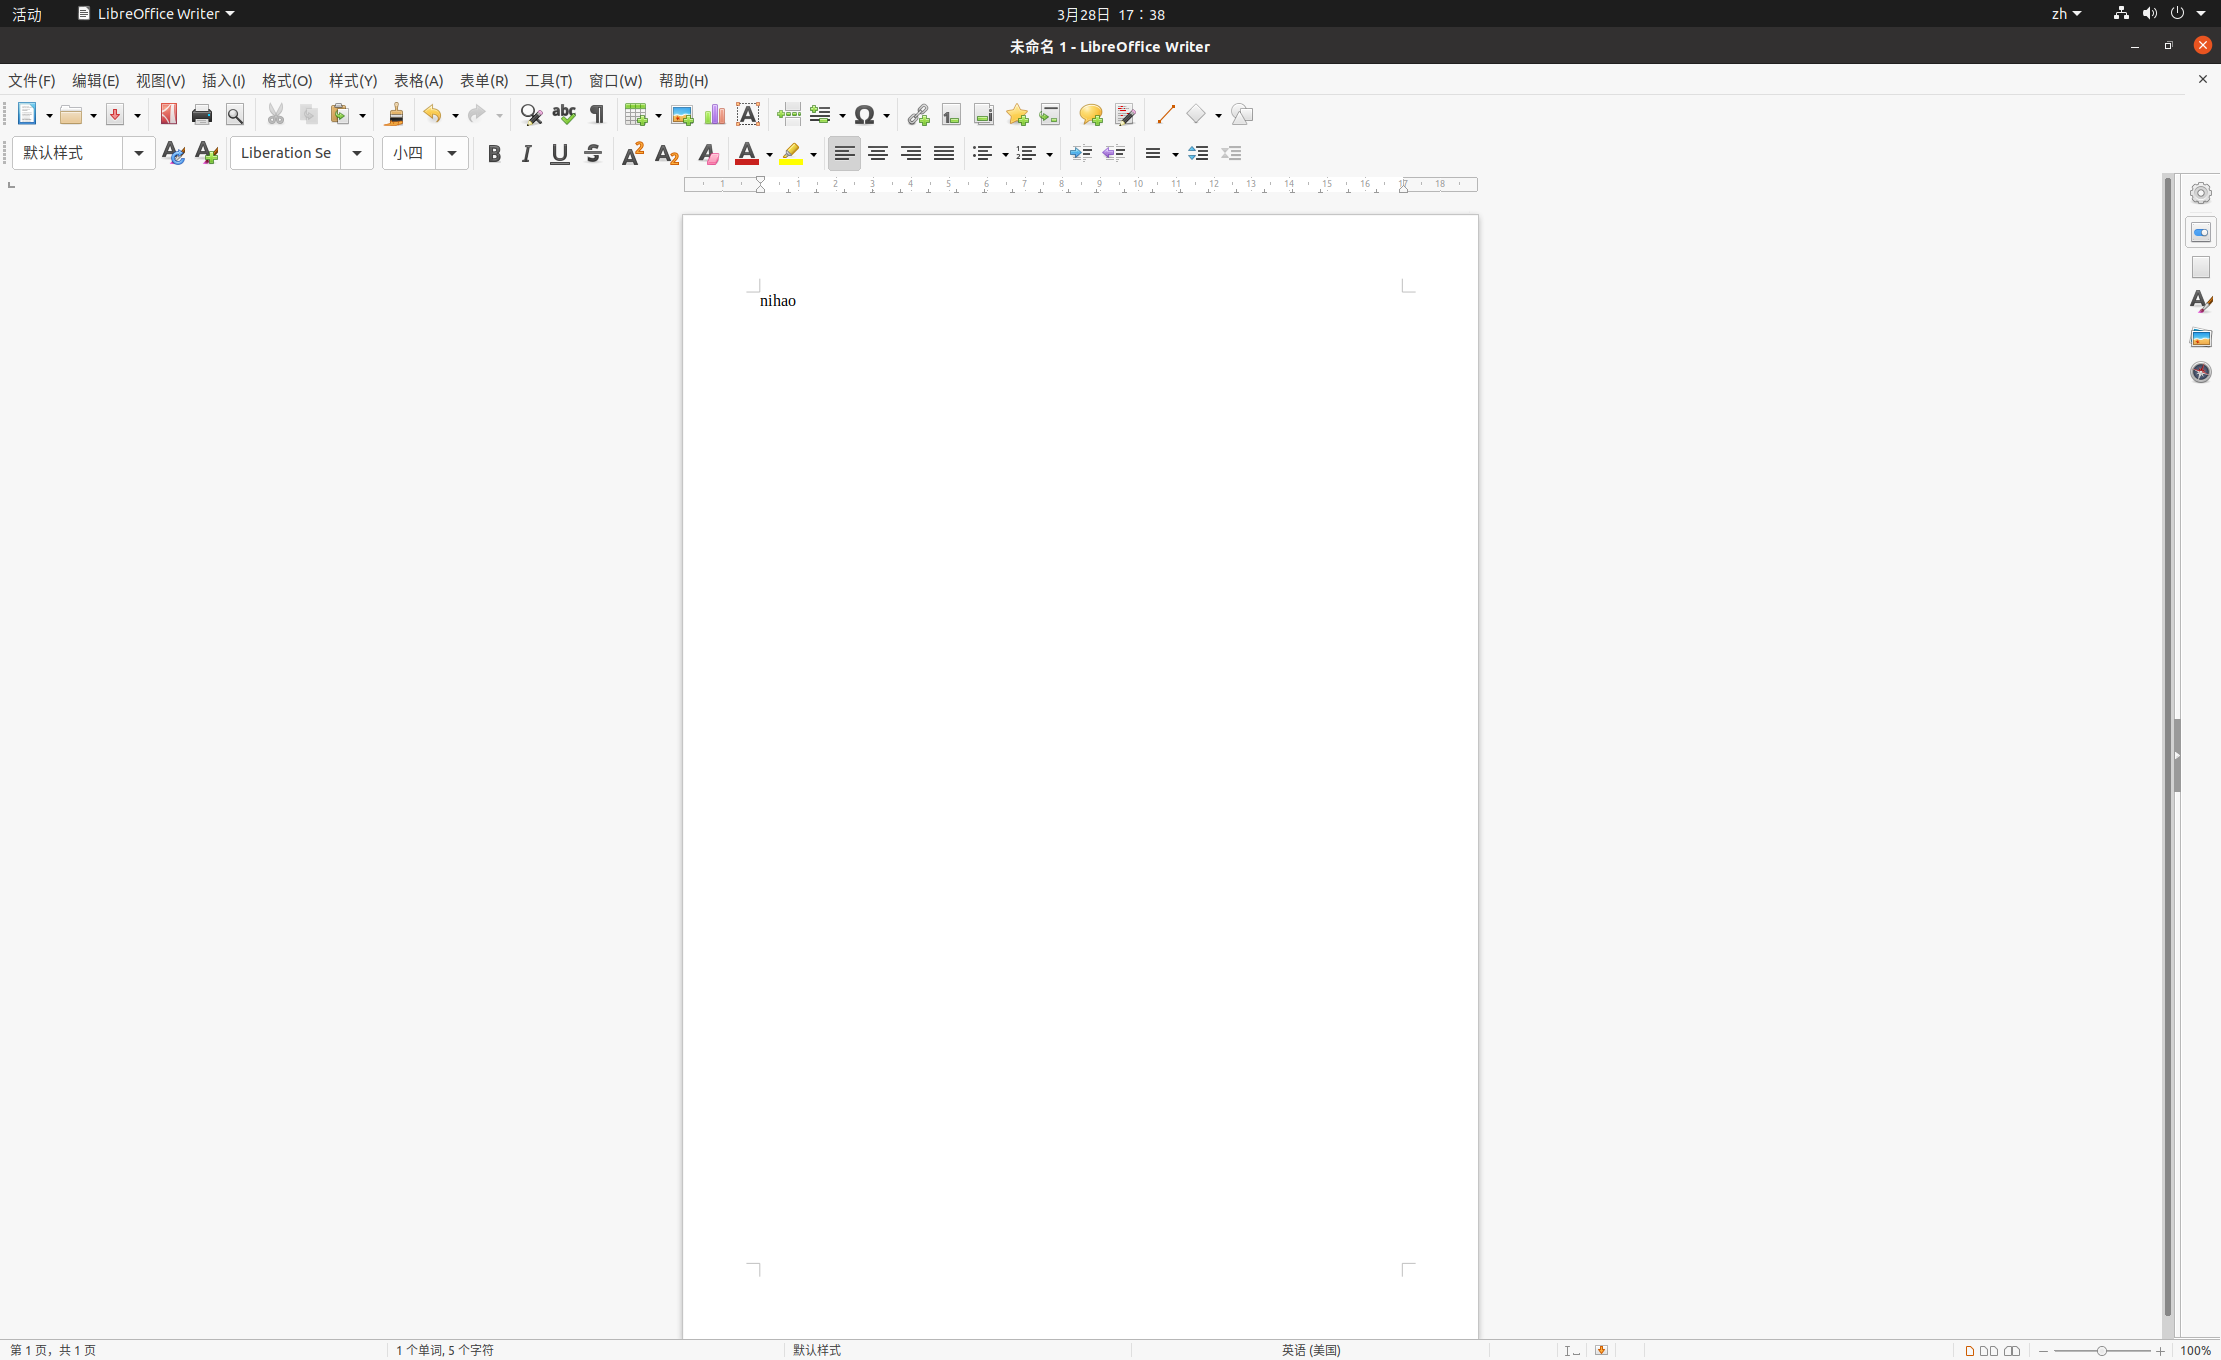 活动 LibreOffice Writer 3月28日 17：38 zh
未命名 1 - LibreOffice Writer
文件(F) 编辑(E) 视图(V) 插入(I) 格式(O) 样式(Y) 表格(A) 表单(R) 工具(T) 窗口(W) 帮助(H)
默认样式 Liberation Se 小四
1 1 2 3 4 5 6 7 8 9 10 11 12 13 14 15 16 17 18
nihao
第 1 页，共 1 页 1 个单词, 5 个字符 默认样式 英语 (美国) 100%